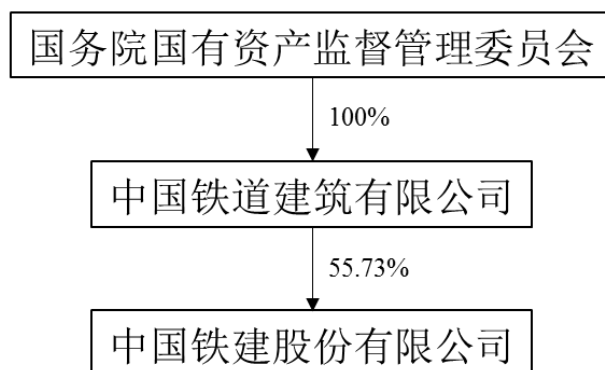 国务院国有资产监督管理委员会
100%
中国铁道建筑有限公司
55.73%
中国铁建股份有限公司